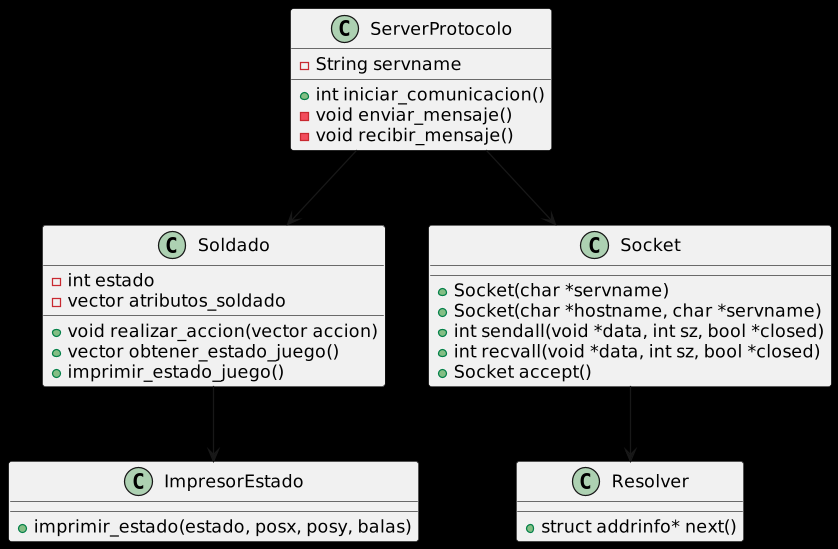 C ServerProtocolo
String servname
int iniciar_comunicacion()
void enviar_mensaje()
void recibir_mensaje()
C Soldado
int estado
vector atributos_soldado
void realizar_accion(vector accion)
vector obtener_estado_juego()
imprimir_estado_juego()
C Socket
Socket(char *servname)
Socket(char *hostname, char *servname)
int sendall(void *data, int sz, bool *closed)
int recvall(void *data, int sz, bool *closed)
Socket accept()
C ImpresorEstado
imprimir_estado(estado, posx, posy, balas)
C Resolver
struct addrinfo* next()